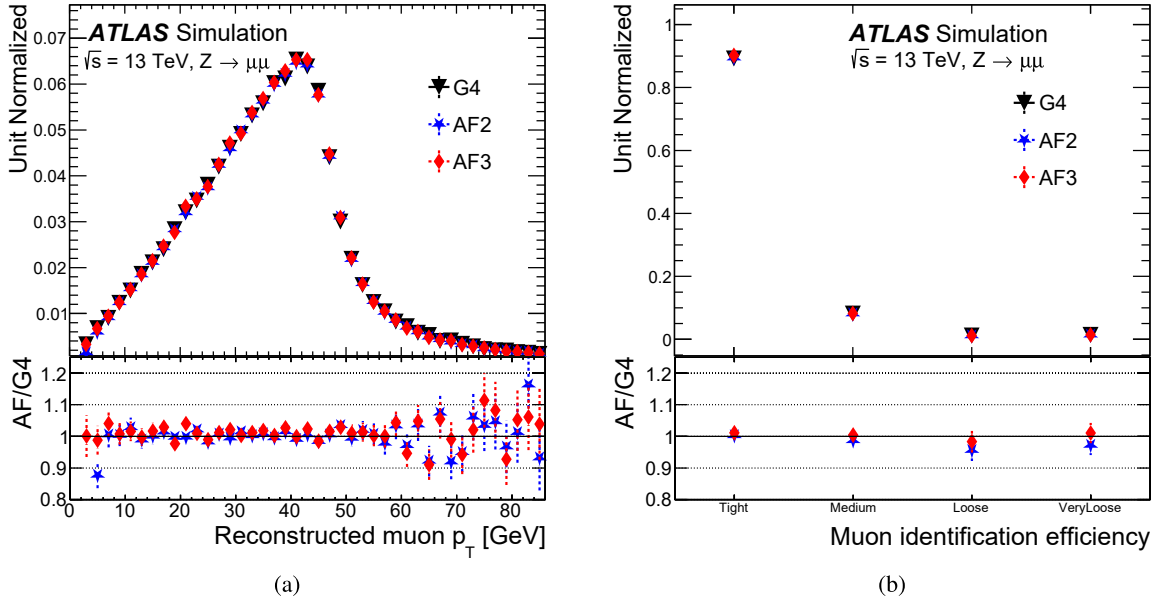 ATLAS Simulation
√s = 13 TeV, Z → μμ
G4
AF2
AF3
Unit Normalized
0.07
0.06
0.05
0.04
0.03
0.02
0.01
AF/G4
1.2
1.1
1
0.9
0.8
0 10 20 30 40 50 60 70 80
Reconstructed muon p_T [GeV]
(a)
ATLAS Simulation
√s = 13 TeV, Z → μμ
G4
AF2
AF3
Unit Normalized
1
0.8
0.6
0.4
0.2
0
AF/G4
1.2
1.1
1
0.9
0.8
Tight Medium Loose VeryLoose
Muon identification efficiency
(b)